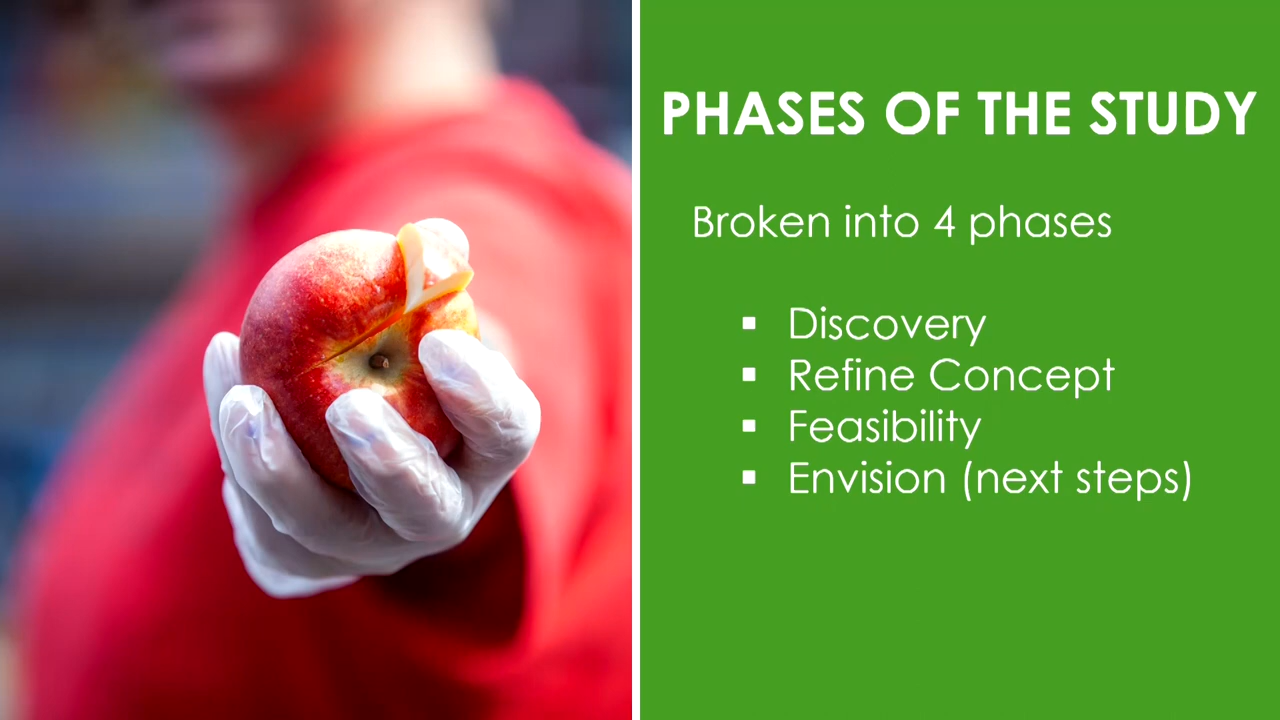 PHASES OF THE STUDY
Broken into 4 phases
▪ Discovery
▪ Refine Concept
▪ Feasibility
▪ Envision (next steps)